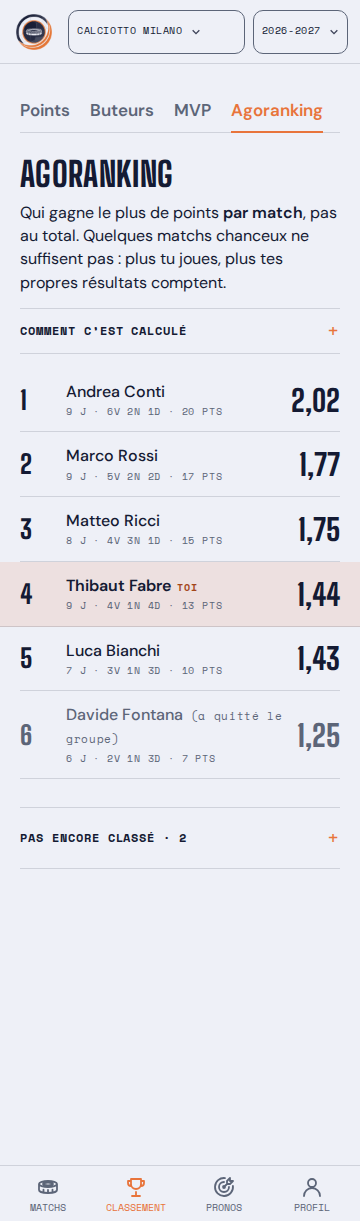 CALCIOTTO MILANO
2026-2027
Points Buteurs MVP Agoranking
AGORANKING
Qui gagne le plus de points par match, pas
au total. Quelques matchs chanceux ne
suffisent pas : plus tu joues, plus tes
propres résultats comptent.
COMMENT C'EST CALCULÉ +
1 Andrea Conti 2,02
9 J · 6V 2N 1D · 20 PTS
2 Marco Rossi 1,77
9 J · 5V 2N 2D · 17 PTS
3 Matteo Ricci 1,75
8 J · 4V 3N 1D · 15 PTS
4 Thibaut Fabre TOI 1,44
9 J · 4V 1N 4D · 13 PTS
5 Luca Bianchi 1,43
7 J · 3V 1N 3D · 10 PTS
6 Davide Fontana (a quitté le 1,25
groupe)
6 J · 2V 1N 3D · 7 PTS
PAS ENCORE CLASSÉ · 2 +
MATCHS CLASSEMENT PRONOS PROFIL